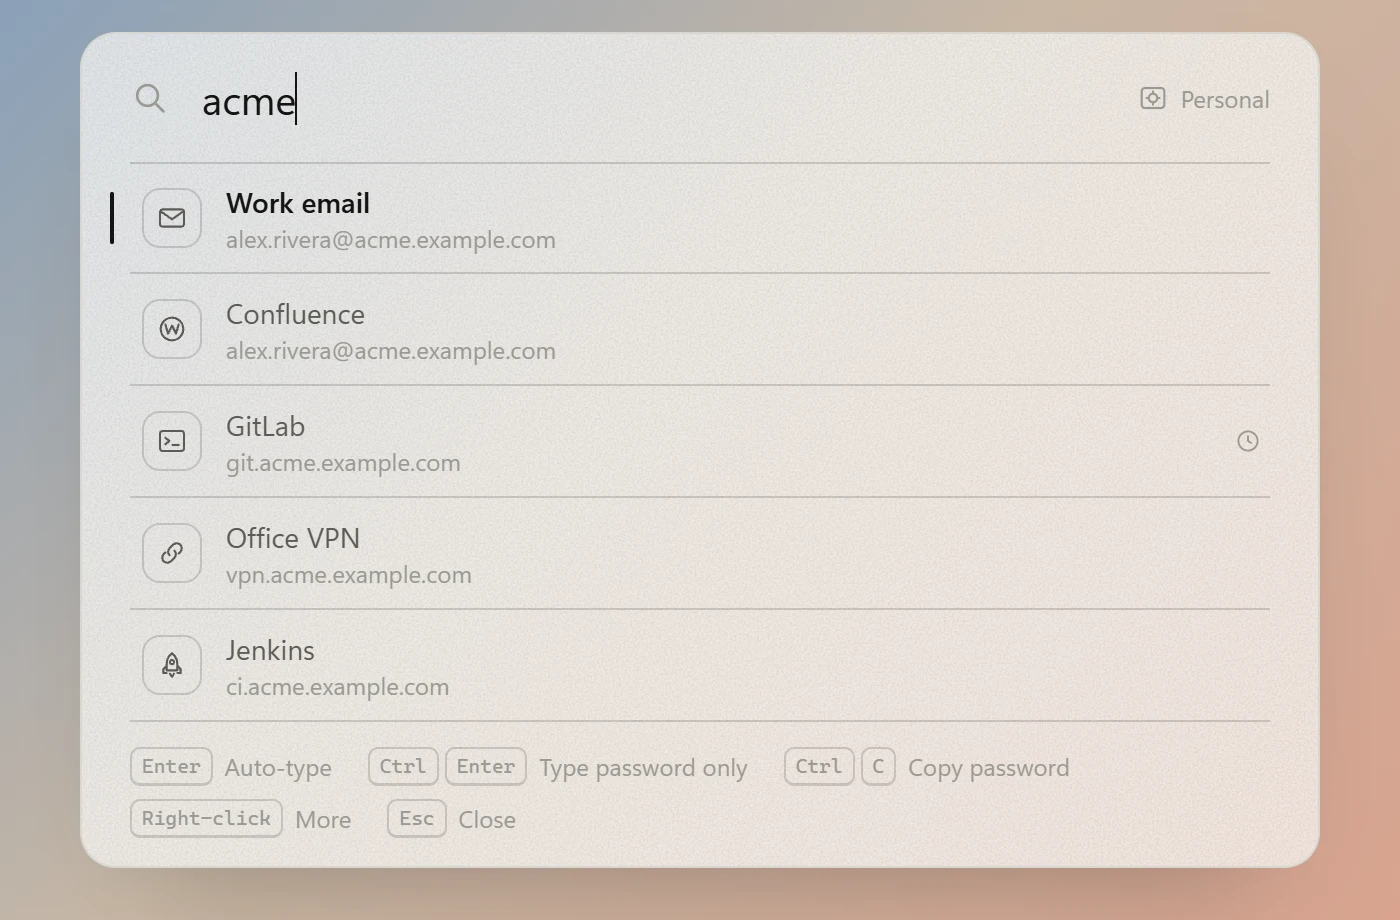 acme
Personal
Work email
alex.rivera@acme.example.com
Confluence
alex.rivera@acme.example.com
GitLab
git.acme.example.com
Office VPN
vpn.acme.example.com
Jenkins
ci.acme.example.com
Enter Auto-type Ctrl Enter Type password only Ctrl C Copy password
Right-click More Esc Close